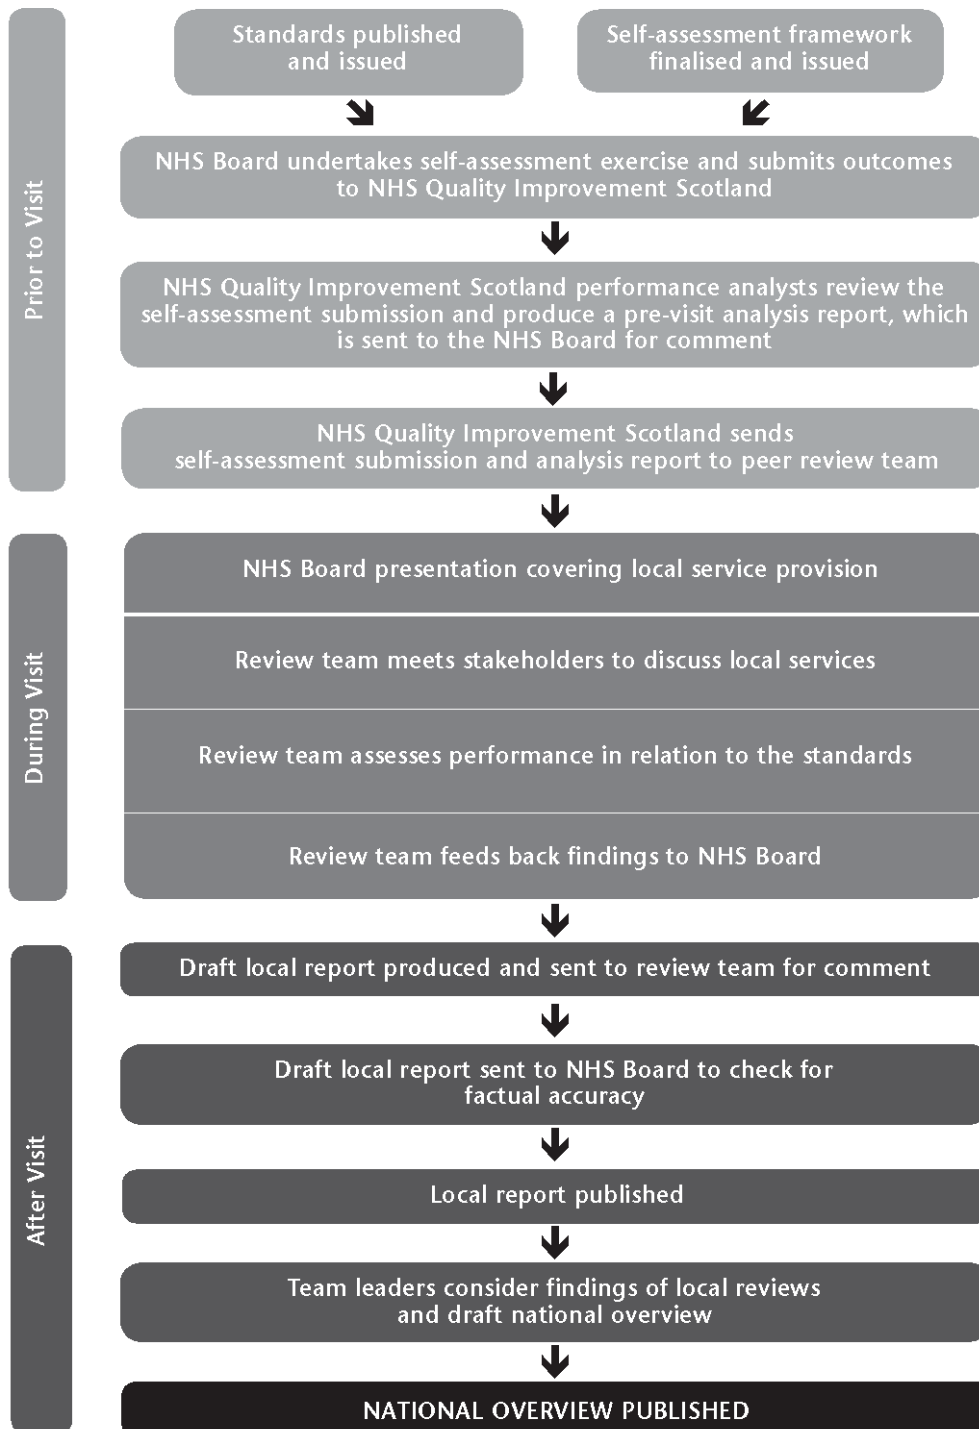 Prior to Visit
Standards published
and issued
Self-assessment framework
finalised and issued
NHS Board undertakes self-assessment exercise and submits outcomes
to NHS Quality Improvement Scotland
NHS Quality Improvement Scotland performance analysts review the
self-assessment submission and produce a pre-visit analysis report, which
is sent to the NHS Board for comment
NHS Quality Improvement Scotland sends
self-assessment submission and analysis report to peer review team
During Visit
NHS Board presentation covering local service provision
Review team meets stakeholders to discuss local services
Review team assesses performance in relation to the standards
Review team feeds back findings to NHS Board
After Visit
Draft local report produced and sent to review team for comment
Draft local report sent to NHS Board to check for
factual accuracy
Local report published
Team leaders consider findings of local reviews
and draft national overview
NATIONAL OVERVIEW PUBLISHED